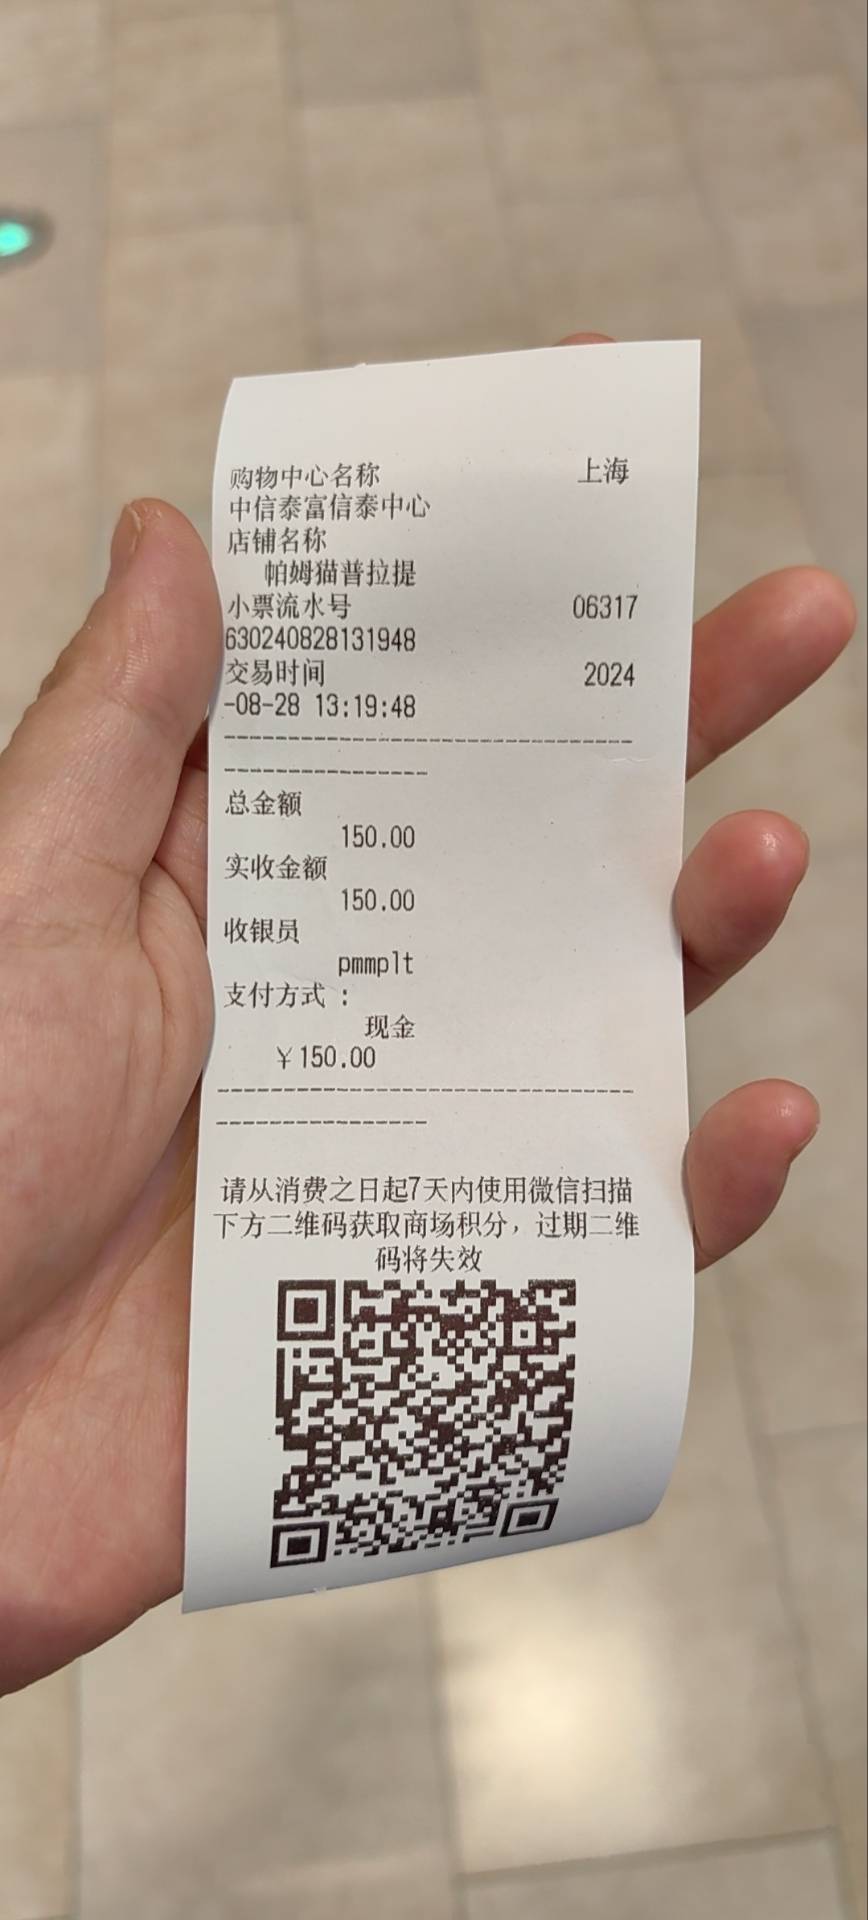 购物中心名称 上海
中信泰富信泰中心
店铺名称
帕姆猫普拉提
小票流水号 06317
630240828131948
交易时间 2024
-08-28 13:19:48
--------------------------------
----------------
总金额
150.00
实收金额
150.00
收银员
pmmplt
支付方式 :
现金
￥150.00
--------------------------------
----------------
请从消费之日起7天内使用微信扫描
下方二维码获取商场积分，过期二维
码将失效